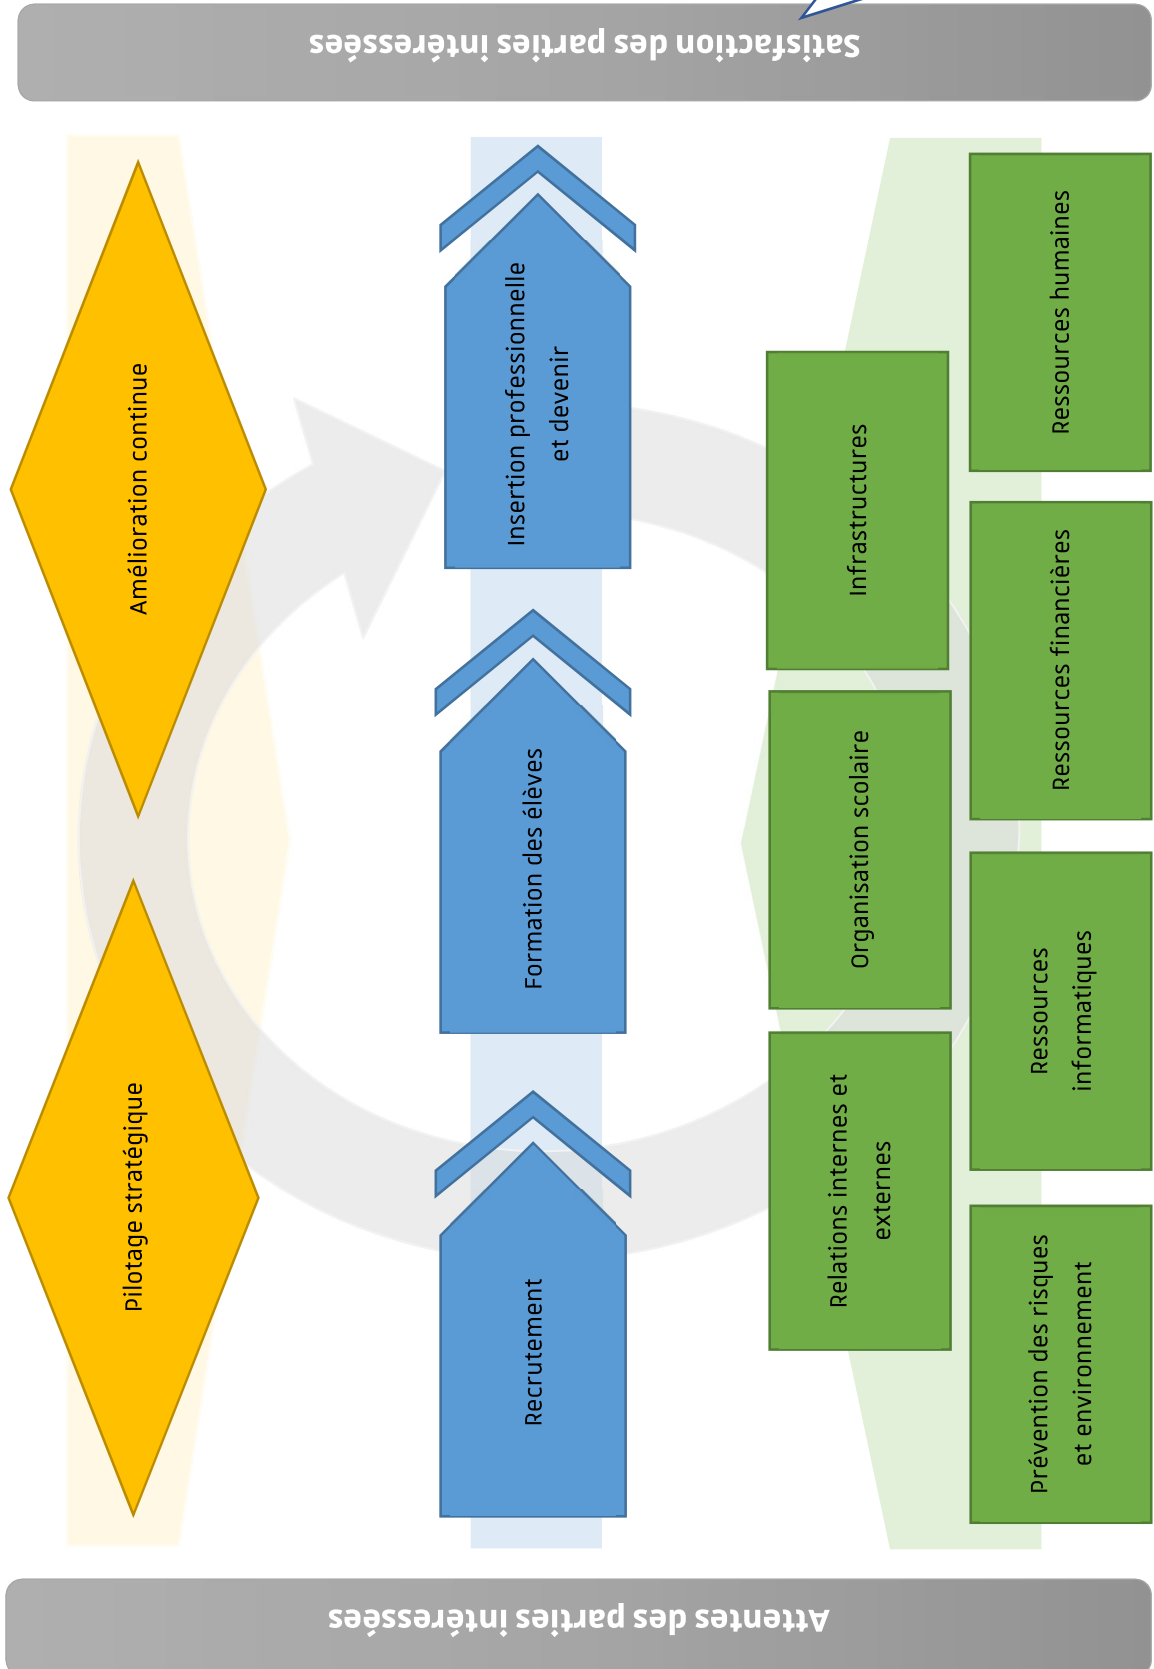 Attentes des parties intéressées
Pilotage stratégique
Amélioration continue
Recrutement
Formation des élèves
Insertion professionnelle
et devenir
Relations internes et
externes
Organisation scolaire
Infrastructures
Prévention des risques
et environnement
Ressources
informatiques
Ressources financières
Ressources humaines
Satisfaction des parties intéressées